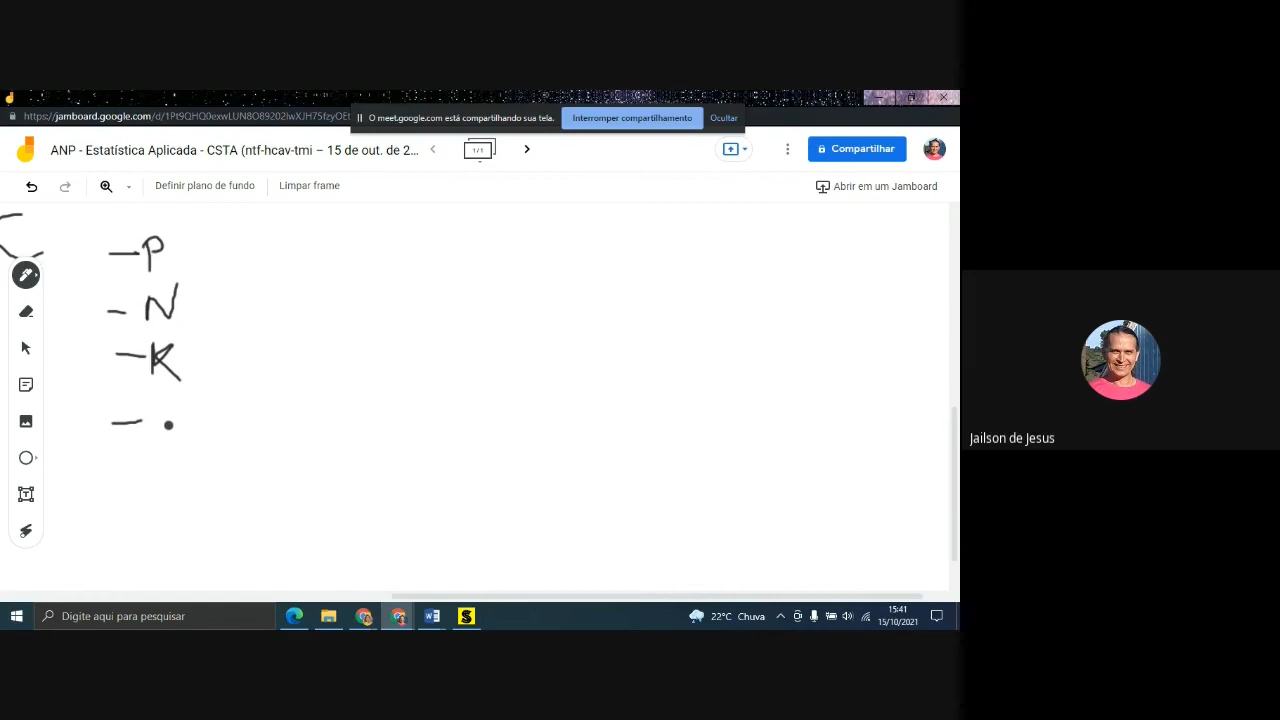 https://jamboard.google.com/d/1Pt9QHQ0exwLUN8O89202lwXJH75fzyOEt
O meet.google.com está compartilhando sua tela.
Interromper compartilhamento
Ocultar
ANP - Estatística Aplicada - CSTA (ntf-hcav-tmi – 15 de out. de 2...
1/1
Compartilhar
Definir plano de fundo
Limpar frame
Abrir em um Jamboard
- P
- N
- K
-
Jailson de Jesus
Digite aqui para pesquisar
22°C Chuva
15:41
15/10/2021